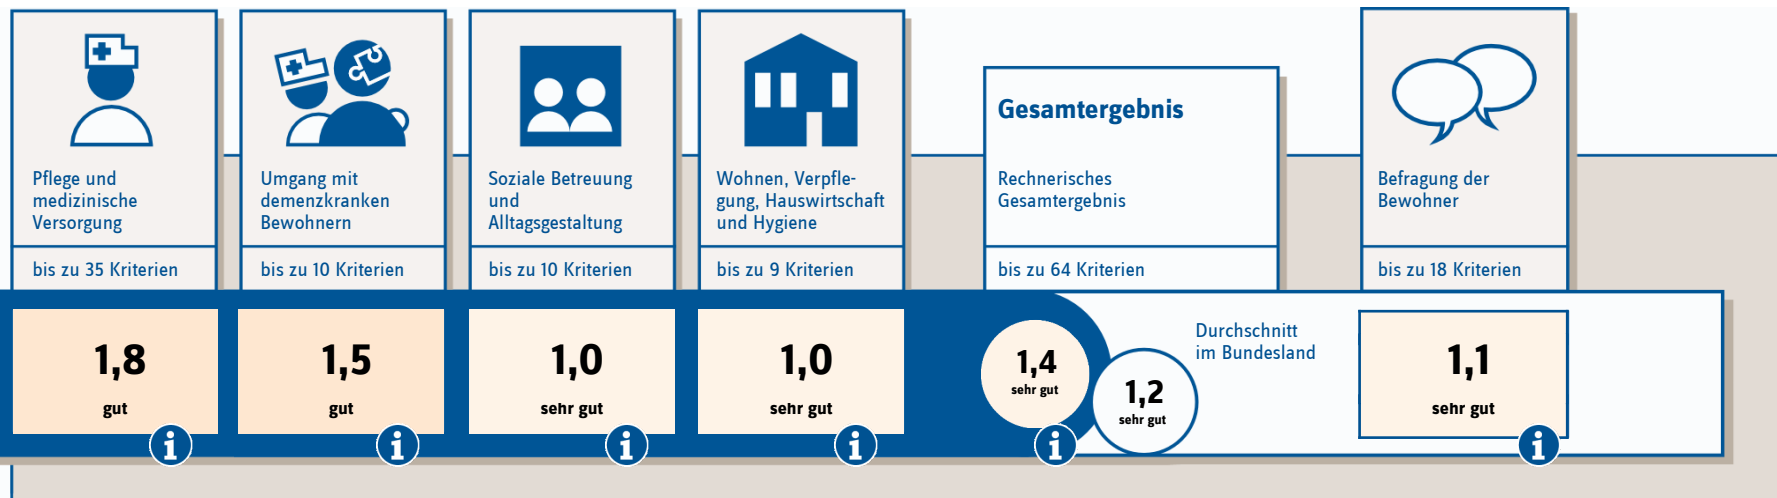 Pflege und
medizinische
Versorgung
bis zu 35 Kriterien
1,8
gut
i
Umgang mit
demenzkranken
Bewohnern
bis zu 10 Kriterien
1,5
gut
i
Soziale Betreuung
und
Alltagsgestaltung
bis zu 10 Kriterien
1,0
sehr gut
i
Wohnen, Verpfle-
gung, Hauswirtschaft
und Hygiene
bis zu 9 Kriterien
1,0
sehr gut
i
Gesamtergebnis
Rechnerisches
Gesamtergebnis
bis zu 64 Kriterien
1,4
sehr gut
i
1,2
sehr gut
Durchschnitt
im Bundesland
Befragung der
Bewohner
bis zu 18 Kriterien
1,1
sehr gut
i